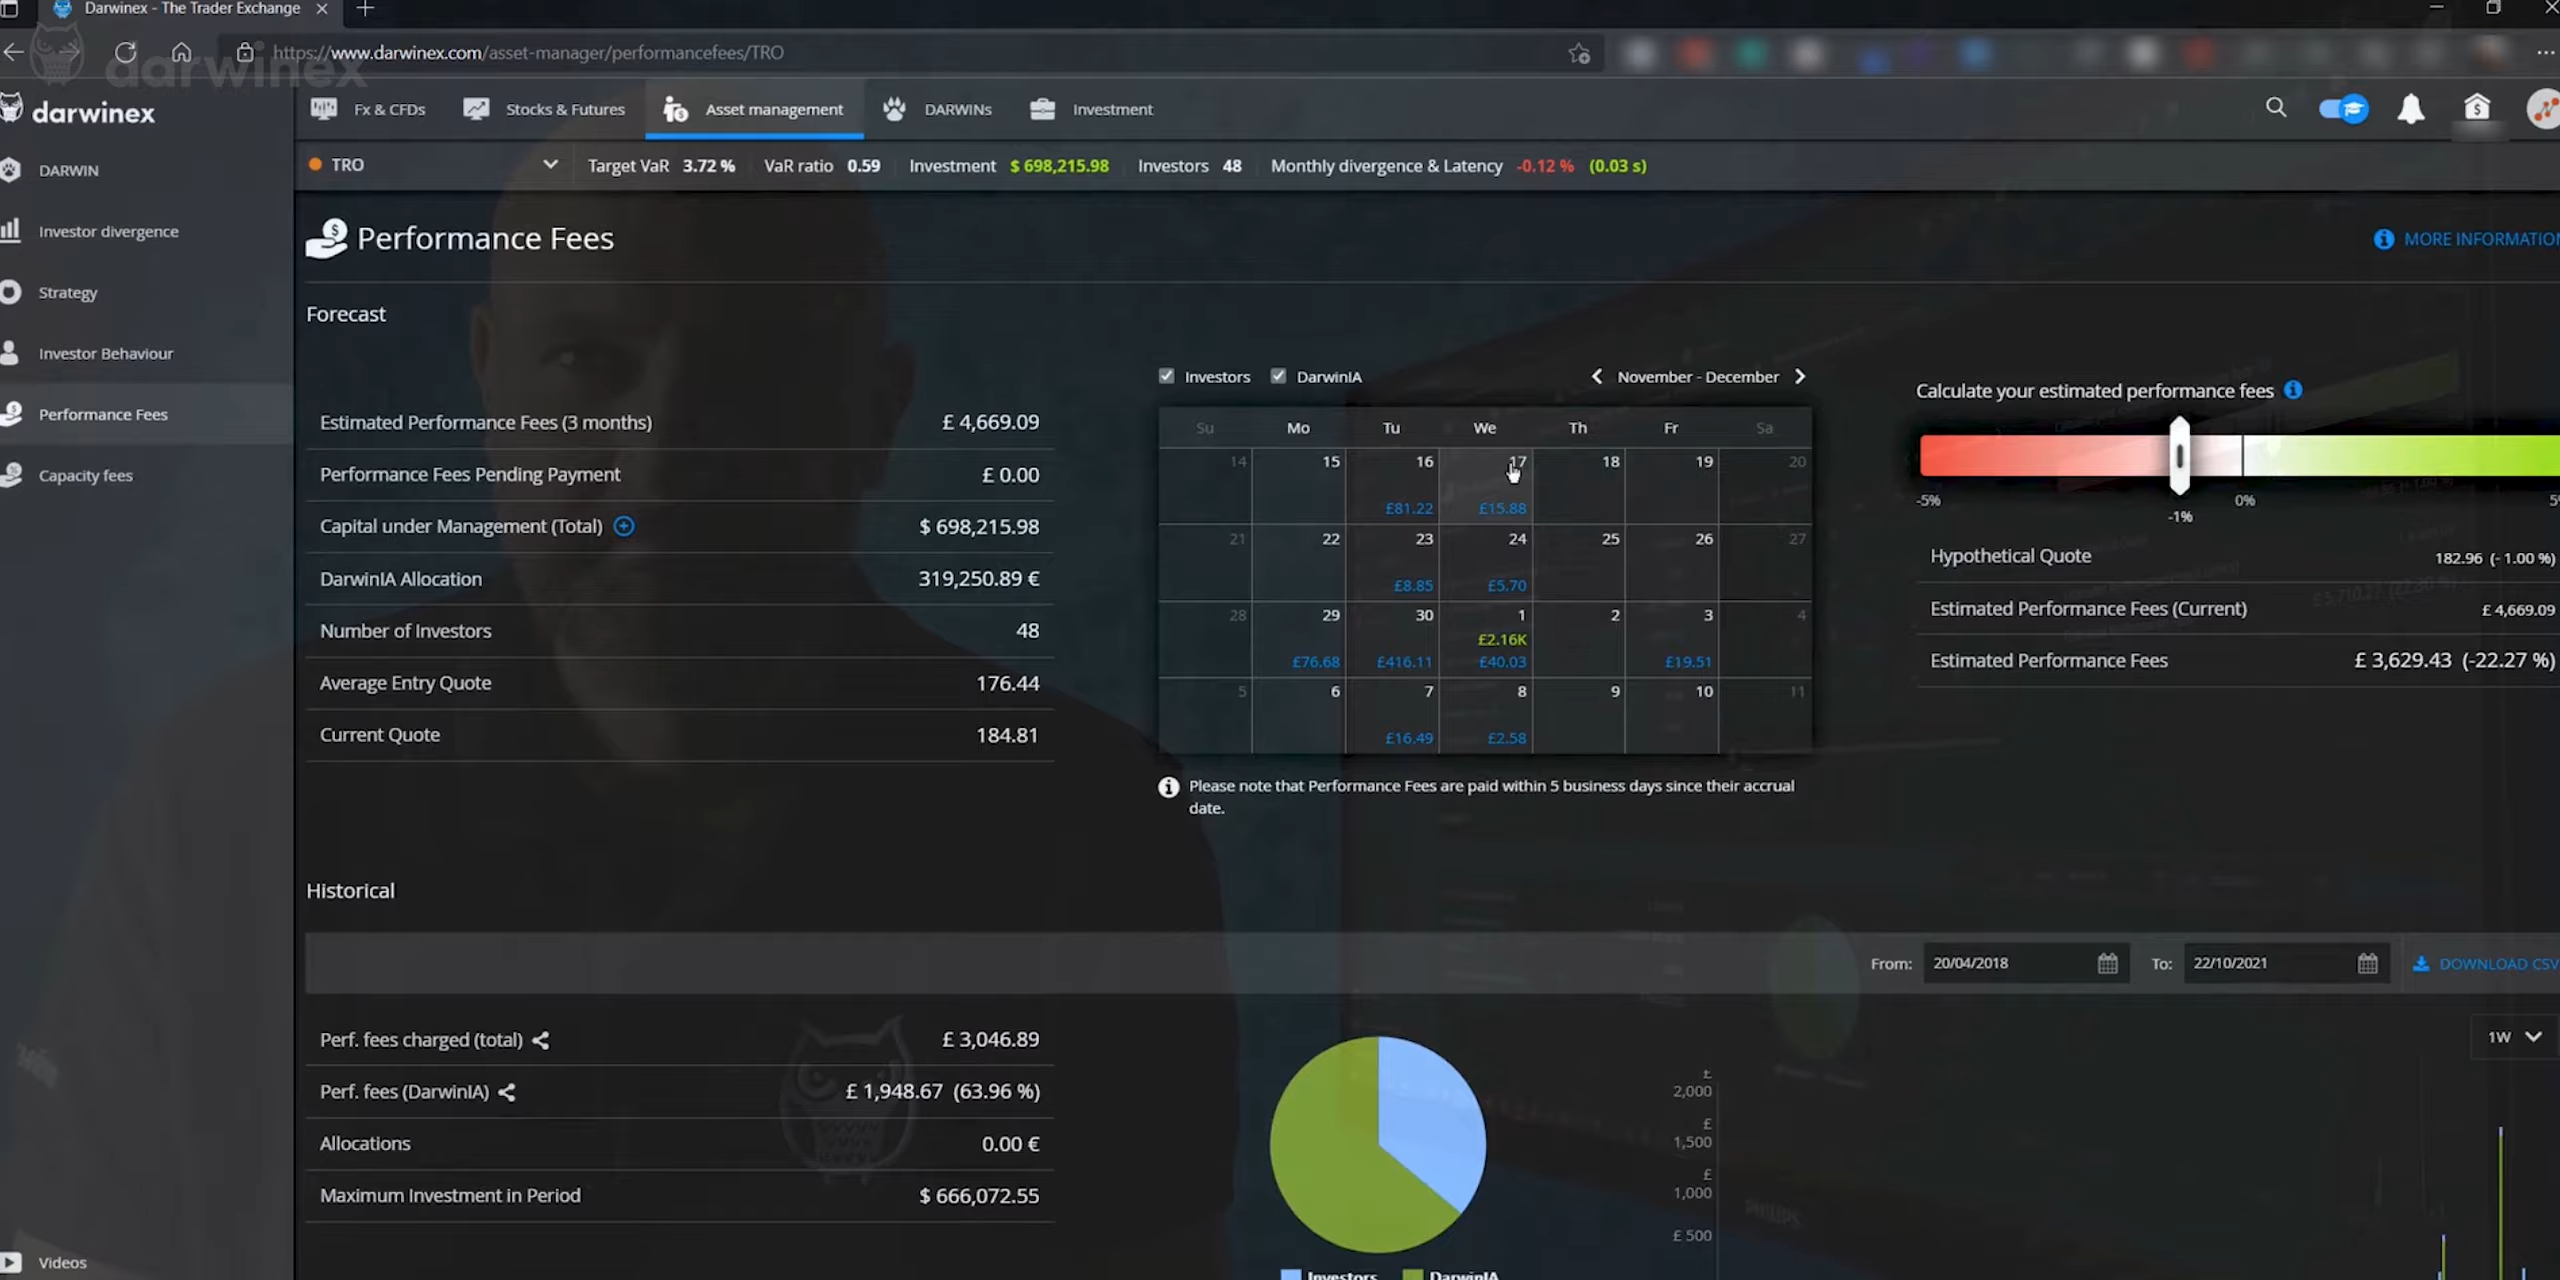 Darwinex - The Trader Exchange
https://www.darwinex.com/asset-manager/performancefees/TRO
darwinex
darwinex
Fx & CFDs
Stocks & Futures
Asset management
DARWINs
Investment
TRO
Target VaR 3.72 %
VaR ratio 0.59
Investment $ 698,215.98
Investors 48
Monthly divergence & Latency -0.12 % (0.03 s)
DARWIN
Investor divergence
Strategy
Investor Behaviour
Performance Fees
Capacity fees
Videos
Performance Fees
MORE INFORMATION
Forecast
Estimated Performance Fees (3 months) £ 4,669.09
Performance Fees Pending Payment £ 0.00
Capital under Management (Total) $ 698,215.98
DarwinIA Allocation 319,250.89 €
Number of Investors 48
Average Entry Quote 176.44
Current Quote 184.81
Investors DarwinIA November - December
Su Mo Tu We Th Fr Sa
14 15 16 17 18 19 20
£81.22 £15.88
21 22 23 24 25 26 27
£8.85 £5.70
28 29 30 1 2 3 4
£2.16K
£76.68 £416.11 £40.03 £19.51
5 6 7 8 9 10 11
£16.49 £2.58
Please note that Performance Fees are paid within 5 business days since their accrual
date.
Calculate your estimated performance fees
-5% 0% 5
-1%
Hypothetical Quote 182.96 (- 1.00 %)
Estimated Performance Fees (Current) £ 4,669.09
Estimated Performance Fees £ 3,629.43 (-22.27 %)
Historical
From: 20/04/2018 To: 22/10/2021 DOWNLOAD CSV
Perf. fees charged (total) £ 3,046.89
Perf. fees (DarwinIA) £ 1,948.67 (63.96 %)
Allocations 0.00 €
Maximum Investment in Period $ 666,072.55
Investors DarwinIA
1W
£
2,000
£
1,500
£
1,000
£ 500
PHILIPS